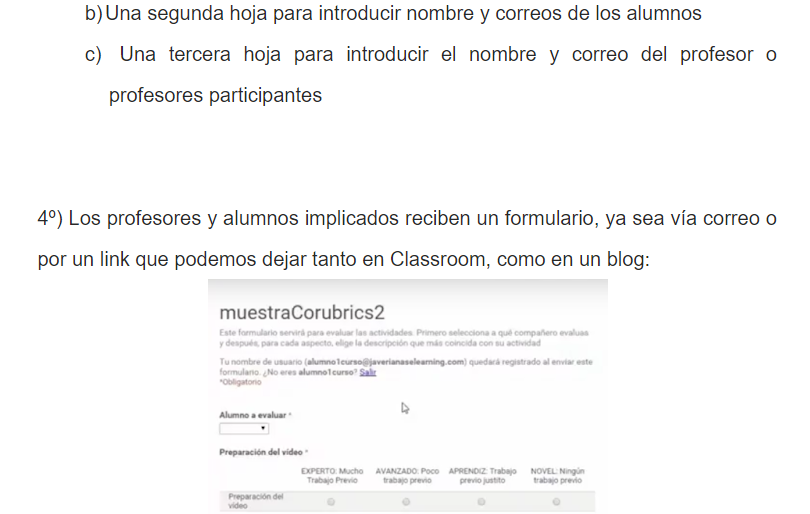 b) Una segunda hoja para introducir nombre y correos de los alumnos
c) Una tercera hoja para introducir el nombre y correo del profesor o
profesores participantes
4º) Los profesores y alumnos implicados reciben un formulario, ya sea vía correo o
por un link que podemos dejar tanto en Classroom, como en un blog:
muestraCorubrics2
Este formulario servirá para evaluar las actividades. Primero selecciona a qué compañero evaluas
y después, para cada aspecto, elige la descripción que más coincida con su actividad
Tu nombre de usuario (alumno1curso@javerianaselearning.com) quedará registrado al enviar este
formulario. ¿No eres alumno1curso? Salir
*Obligatorio
Alumno a evaluar *
Preparación del vídeo *
EXPERTO: Mucho AVANZADO: Poco APRENDIZ: Trabajo NOVEL: Ningún
Trabajo Previo trabajo previo previo justito trabajo previo
Preparación del
vídeo